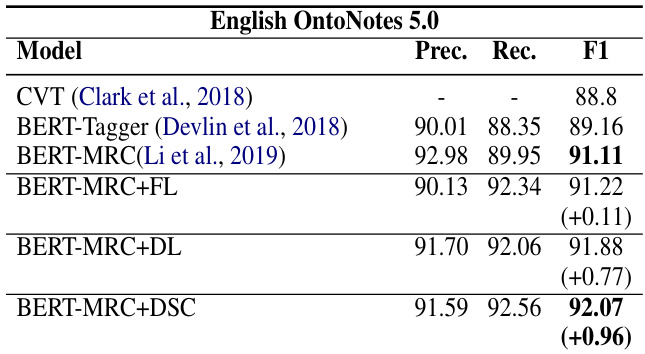 English OntoNotes 5.0
Model Prec. Rec. F1
CVT (Clark et al., 2018) - - 88.8
BERT-Tagger (Devlin et al., 2018) 90.01 88.35 89.16
BERT-MRC(Li et al., 2019) 92.98 89.95 91.11
BERT-MRC+FL 90.13 92.34 91.22
(+0.11)
BERT-MRC+DL 91.70 92.06 91.88
(+0.77)
BERT-MRC+DSC 91.59 92.56 92.07
(+0.96)